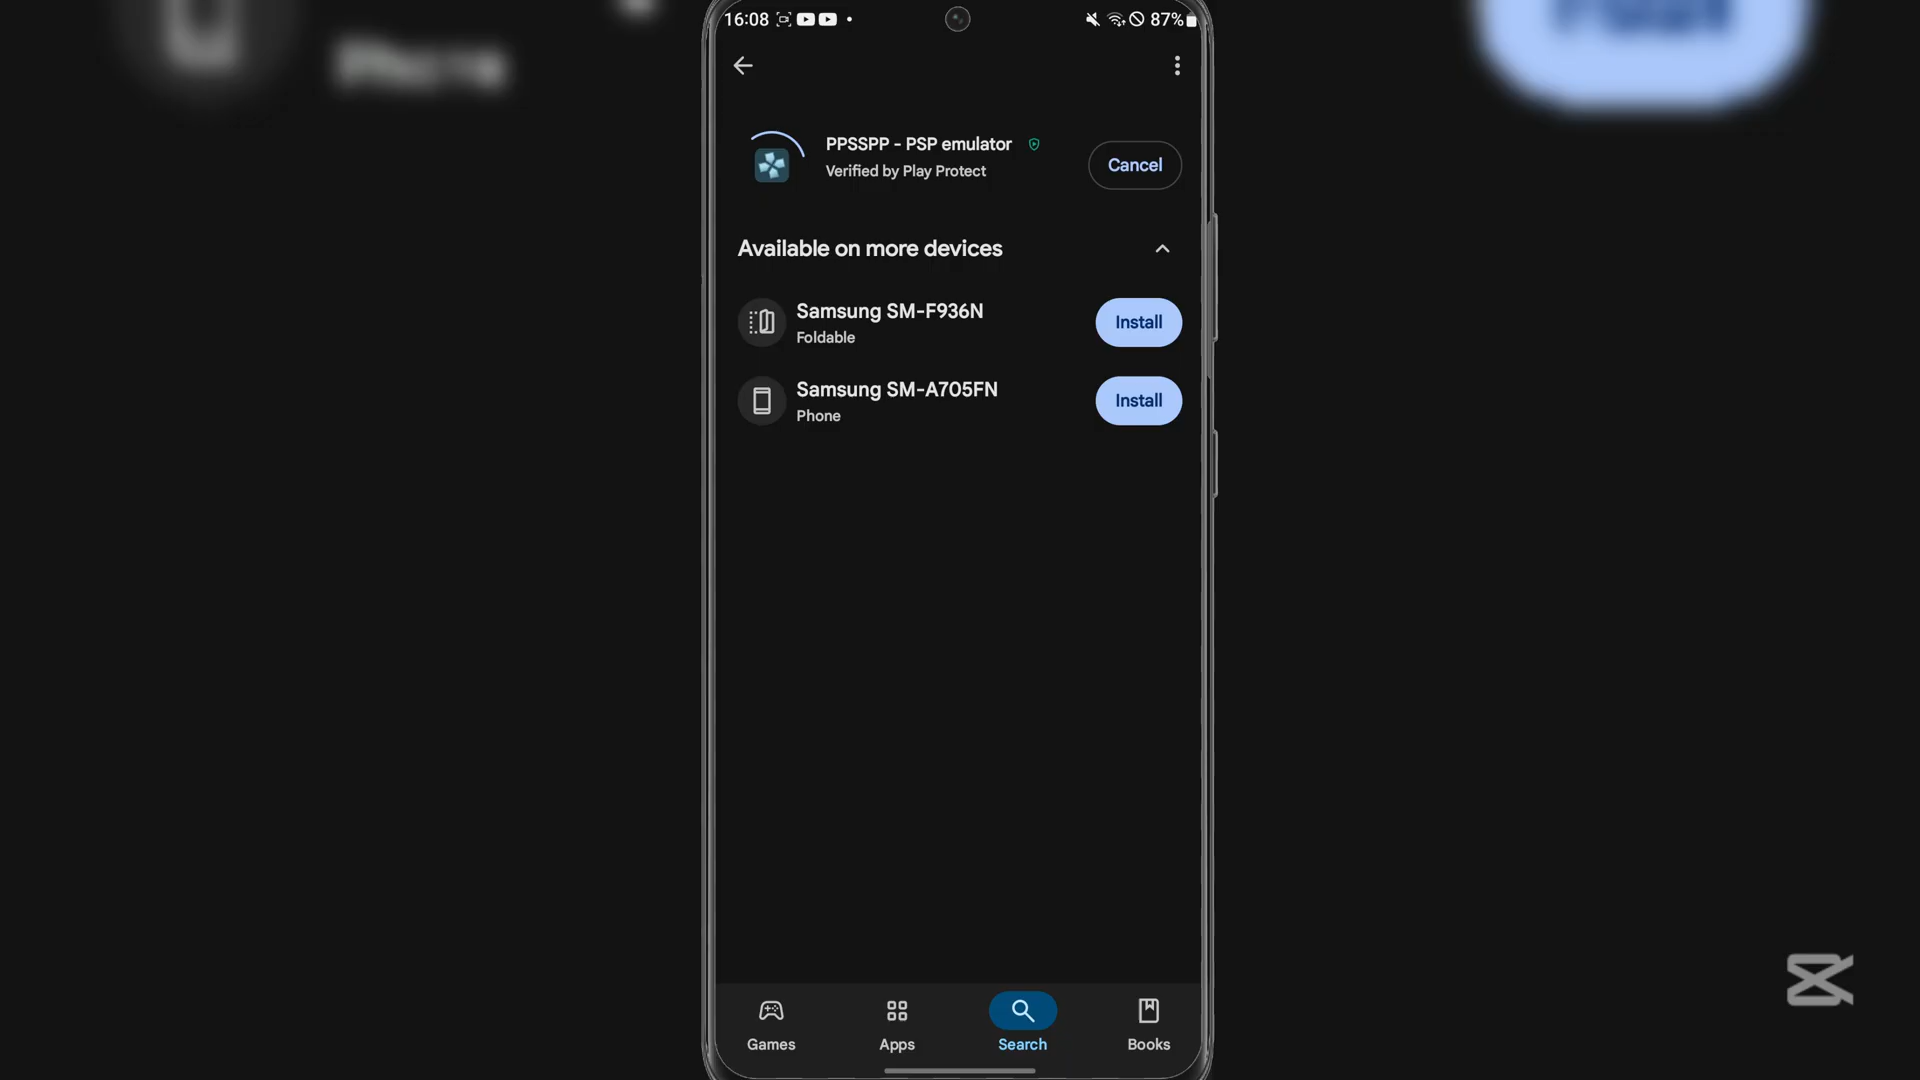 16:08
87%
PPSSPP - PSP emulator
Verified by Play Protect
Cancel
Available on more devices
Samsung SM-F936N
Foldable
Install
Samsung SM-A705FN
Phone
Install
Games
Apps
Search
Books